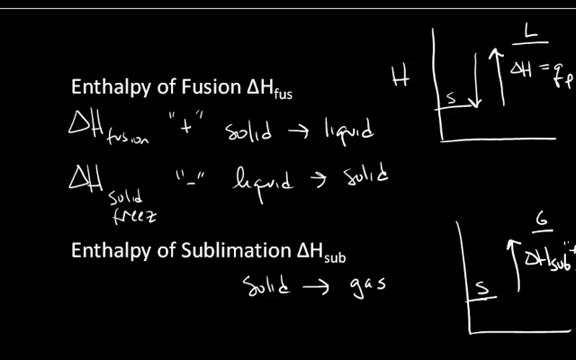 L
Enthalpy of Fusion ΔHfus
H
S
ΔH = qp
ΔHfusion "+" solid → liquid
ΔHsolid freez "-" liquid → solid
G
Enthalpy of Sublimation ΔHsub
ΔHsub "+
solid → gas
S